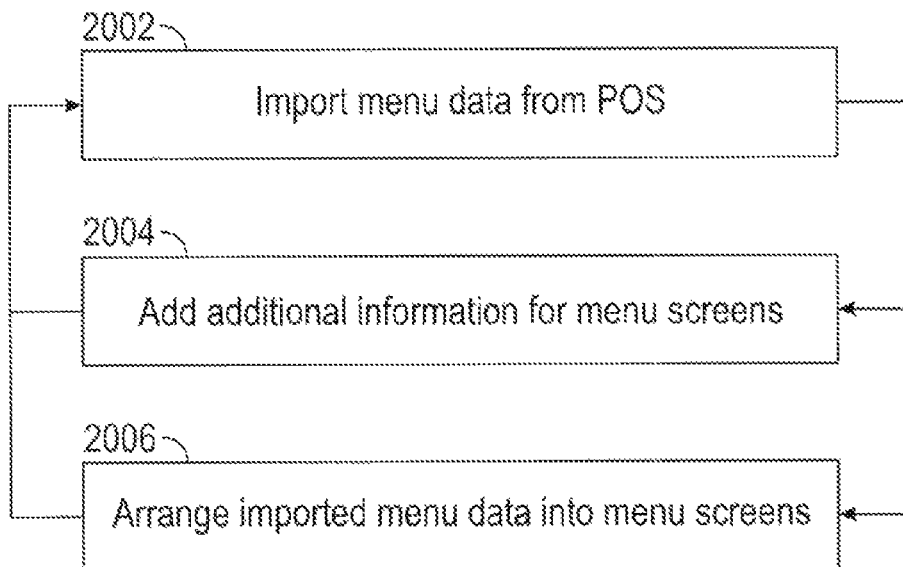 2002
Import menu data from POS
2004
Add additional information for menu screens
2006
Arrange imported menu data into menu screens